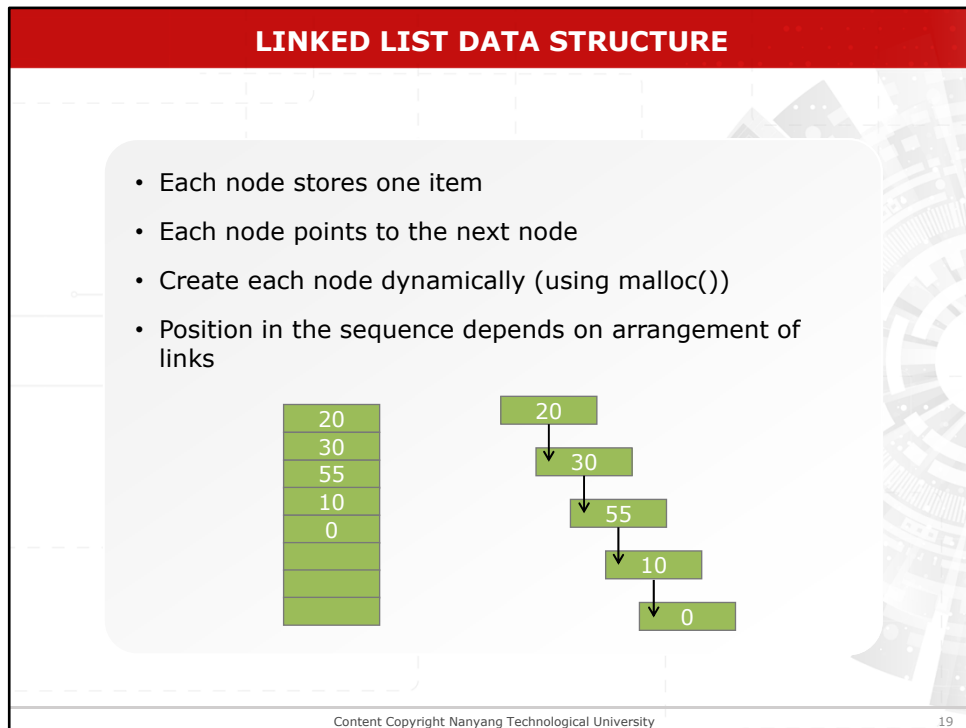 LINKED LIST DATA STRUCTURE
• Each node stores one item
• Each node points to the next node
• Create each node dynamically (using malloc())
• Position in the sequence depends on arrangement of
links
20
30
55
10
0
20
30
55
10
0
Content Copyright Nanyang Technological University
19